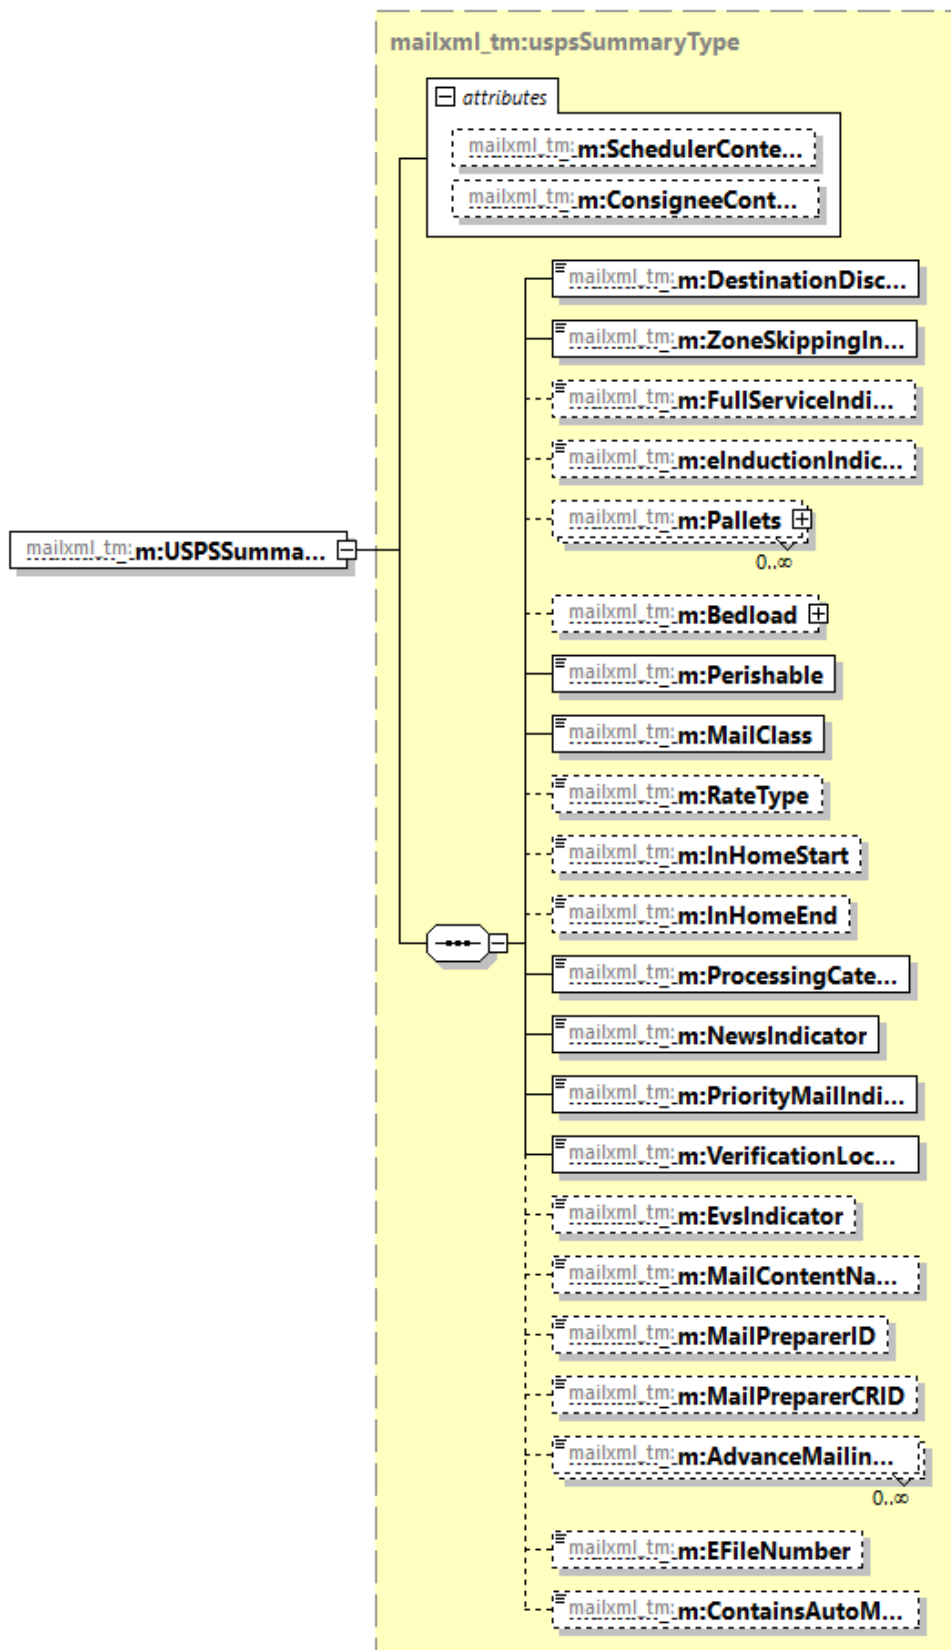 mailxml_tm:uspsSummaryType
attributes
mailxml_tm:m:SchedulerConte...
mailxml_tm:m:ConsigneeCont...
mailxml_tm:m:DestinationDisc...
mailxml_tm:m:ZoneSkippingIn...
mailxml_tm:m:FullServiceIndi...
mailxml_tm:m:eInductionIndic...
mailxml_tm:m:Pallets
0..∞
mailxml_tm:m:USPSSumma...
mailxml_tm:m:Bedload
mailxml_tm:m:Perishable
mailxml_tm:m:MailClass
mailxml_tm:m:RateType
mailxml_tm:m:InHomeStart
mailxml_tm:m:InHomeEnd
mailxml_tm:m:ProcessingCate...
mailxml_tm:m:NewsIndicator
mailxml_tm:m:PriorityMailIndi...
mailxml_tm:m:VerificationLoc...
mailxml_tm:m:EvsIndicator
mailxml_tm:m:MailContentNa...
mailxml_tm:m:MailPreparerID
mailxml_tm:m:MailPreparerCRID
mailxml_tm:m:AdvanceMailin...
0..∞
mailxml_tm:m:EFileNumber
mailxml_tm:m:ContainsAutoM...